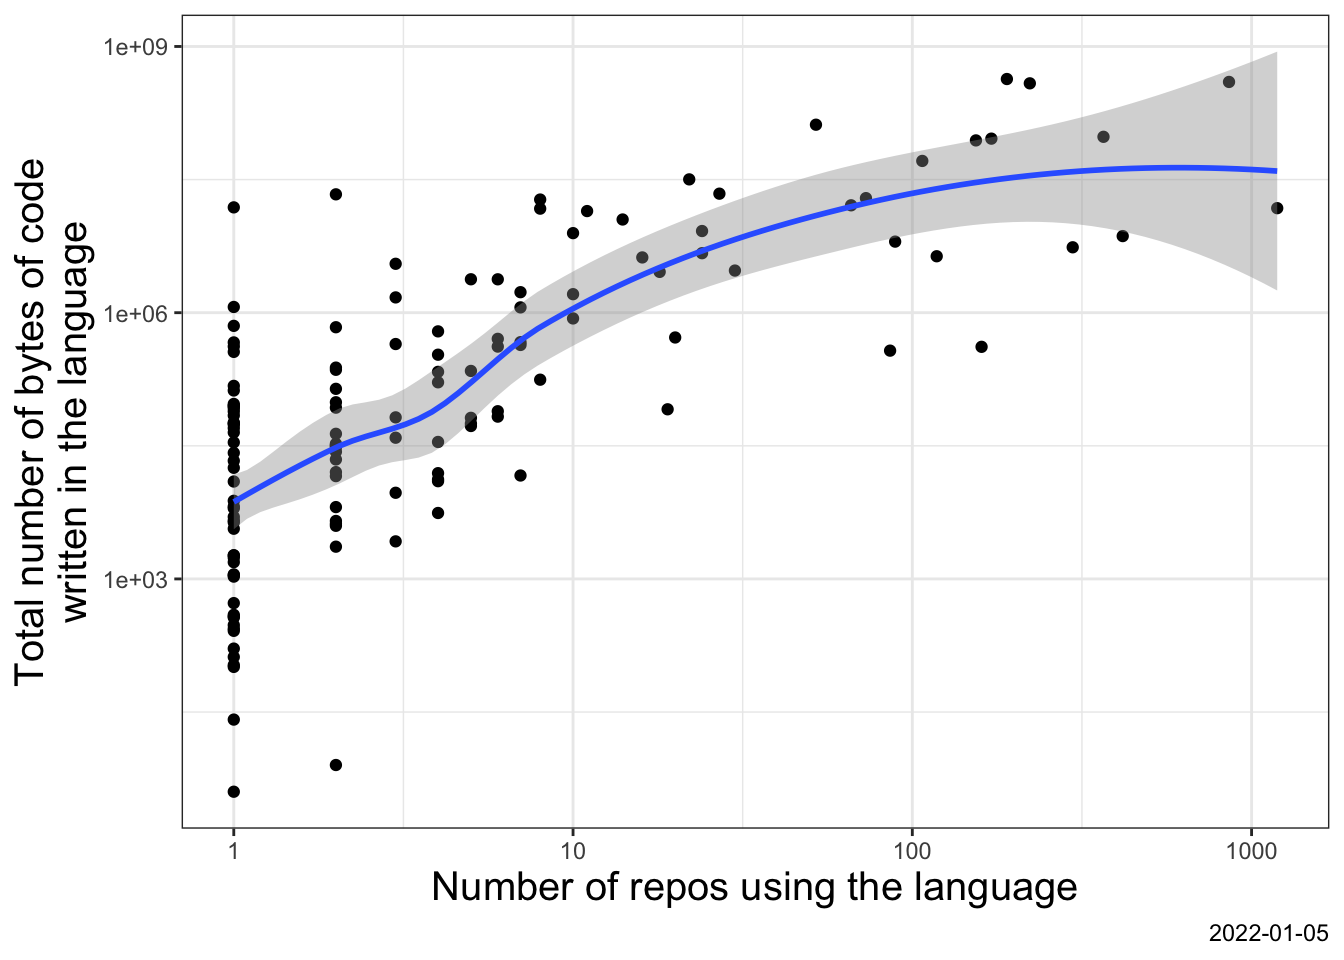 Total number of bytes of code
written in the language
1e+09
1e+06
1e+03
1
10
100
1000
Number of repos using the language
2022-01-05